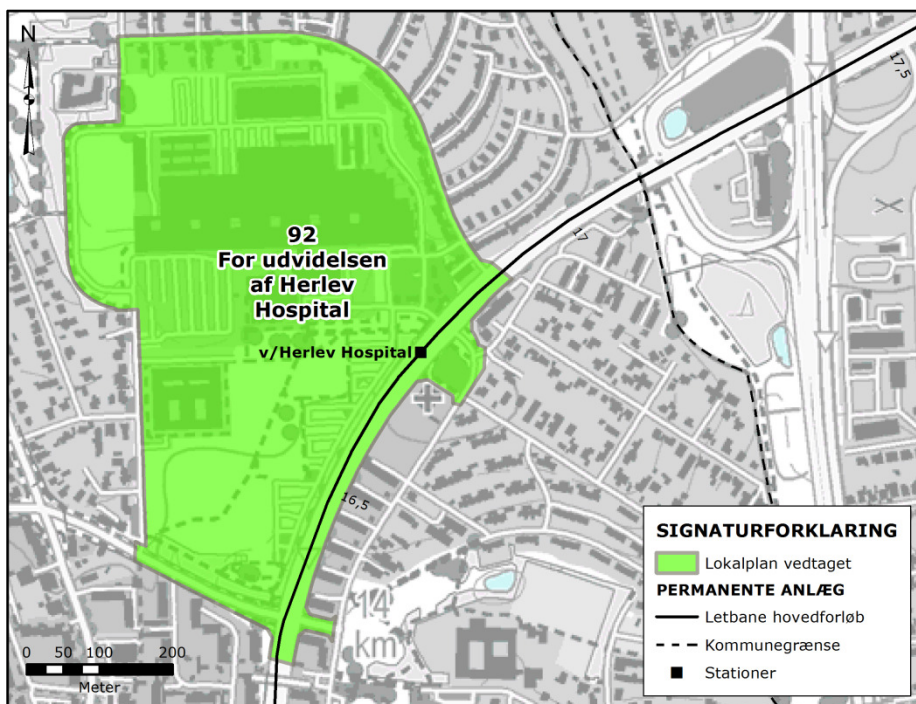 N
17,5
17
92
For udvidelsen
af Herlev
Hospital
v/Herlev Hospital
16,5
14
km
0 50 100 200
Meter
SIGNATURFORKLARING
Lokalplan vedtaget
PERMANENTE ANLÆG
Letbane hovedforløb
Kommunegrænse
Stationer